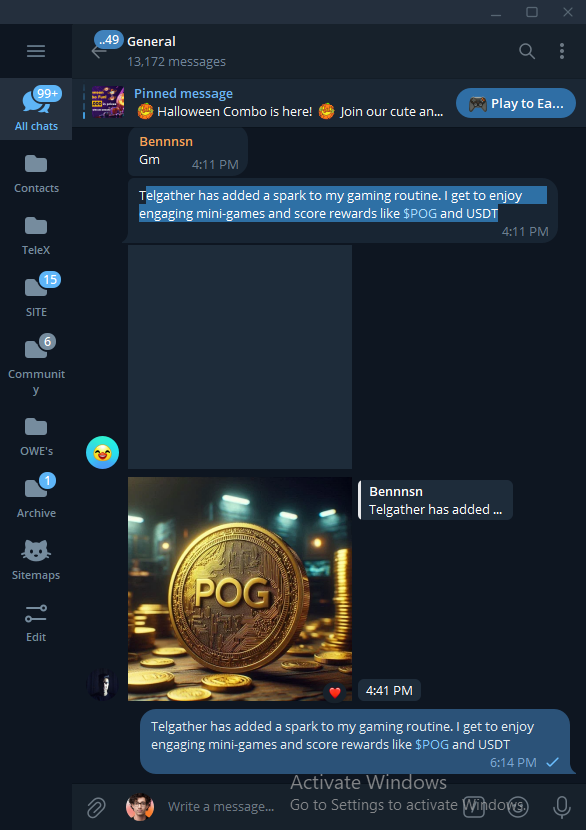 ..49
General
13,172 messages
Pinned message
Halloween Combo is here! Join our cute an...
Play to Ea...
99+
All chats
Contacts
TeleX
15
SITE
6
Communit
y
OWE's
1
Archive
Sitemaps
Edit
Bennnsn
Gm
4:11 PM
Telgather has added a spark to my gaming routine. I get to enjoy
engaging mini-games and score rewards like $POG and USDT
4:11 PM
Bennnsn
Telgather has added ...
POG
4:41 PM
Telgather has added a spark to my gaming routine. I get to enjoy
engaging mini-games and score rewards like $POG and USDT
6:14 PM
Write a message...
Activate Windows
Go to Settings to activate Windows.